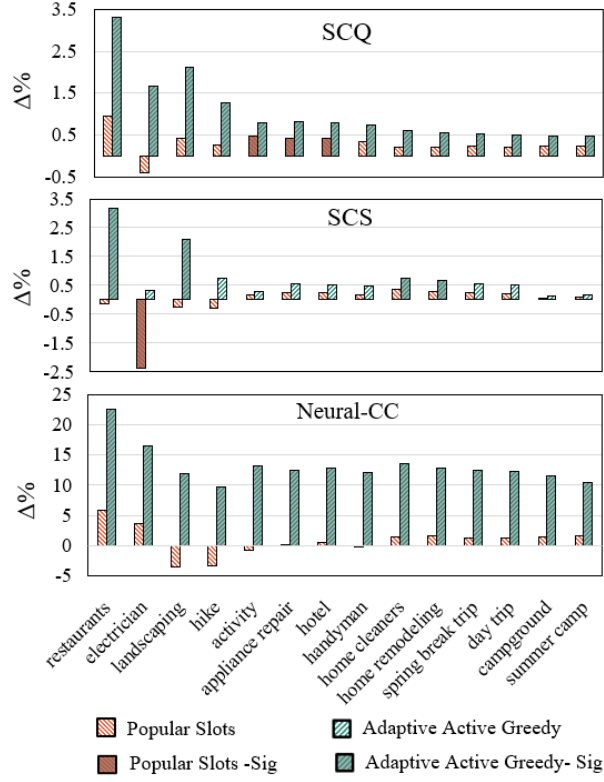 SCQ
Δ%
3.5
2.5
1.5
0.5
-0.5
SCS
Δ%
3.5
2.5
1.5
0.5
-0.5
-1.5
-2.5
Neural-CC
Δ%
25
20
15
10
5
0
-5
restaurants
electrician
landscaping
hike
activity
appliance repair
hotel
handyman
home cleaners
home remodeling
spring break trip
day trip
campground
summer camp
Popular Slots
Adaptive Active Greedy
Popular Slots -Sig
Adaptive Active Greedy- Sig